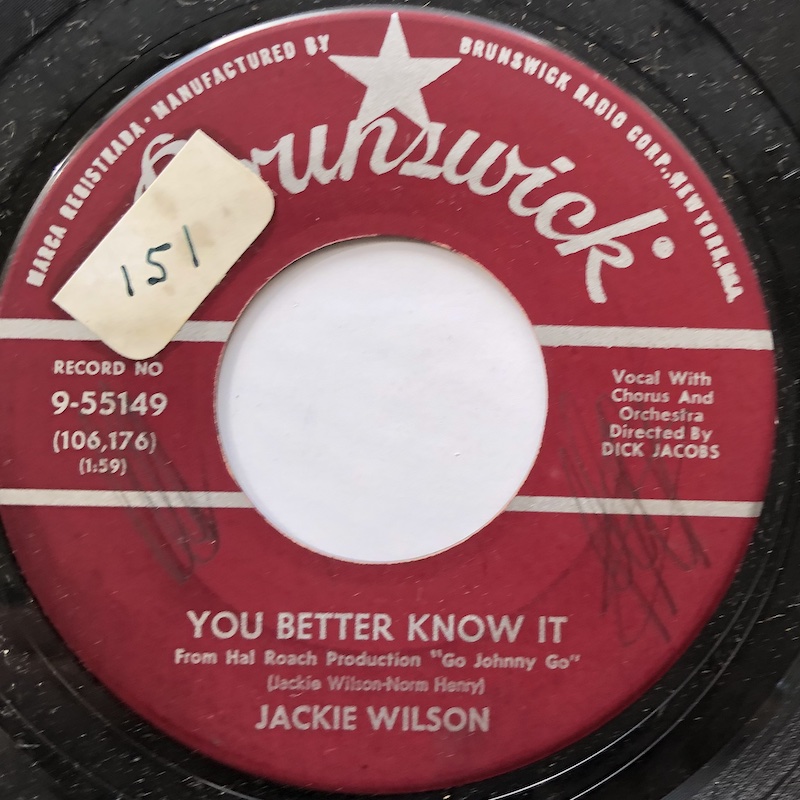 MARCA REGISTRADA · MANUFACTURED BY
BRUNSWICK RADIO CORP., NEW YORK, USA.
Brunswick
151
RECORD NO
9-55149
(106,176)
(1:59)
Vocal With
Chorus And
Orchestra
Directed By
DICK JACOBS
YOU BETTER KNOW IT
From Hal Roach Production "Go Johnny Go"
(Jackie Wilson-Norm Henry)
JACKIE WILSON